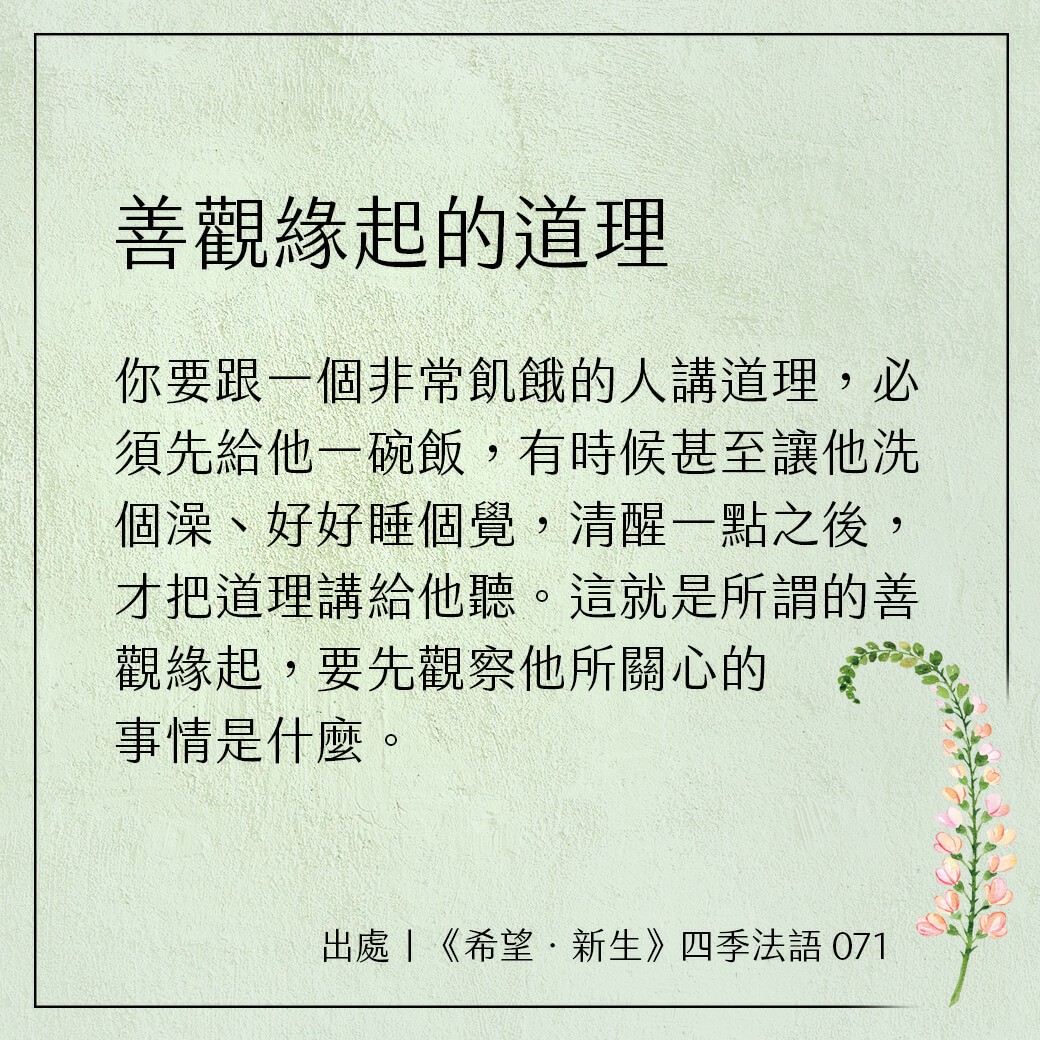 善觀緣起的道理
你要跟一個非常飢餓的人講道理，必
須先給他一碗飯，有時候甚至讓他洗
個澡、好好睡個覺，清醒一點之後，
才把道理講給他聽。這就是所謂的善
觀緣起，要先觀察他所關心的
事情是什麼。
出處｜《希望．新生》四季法語 071